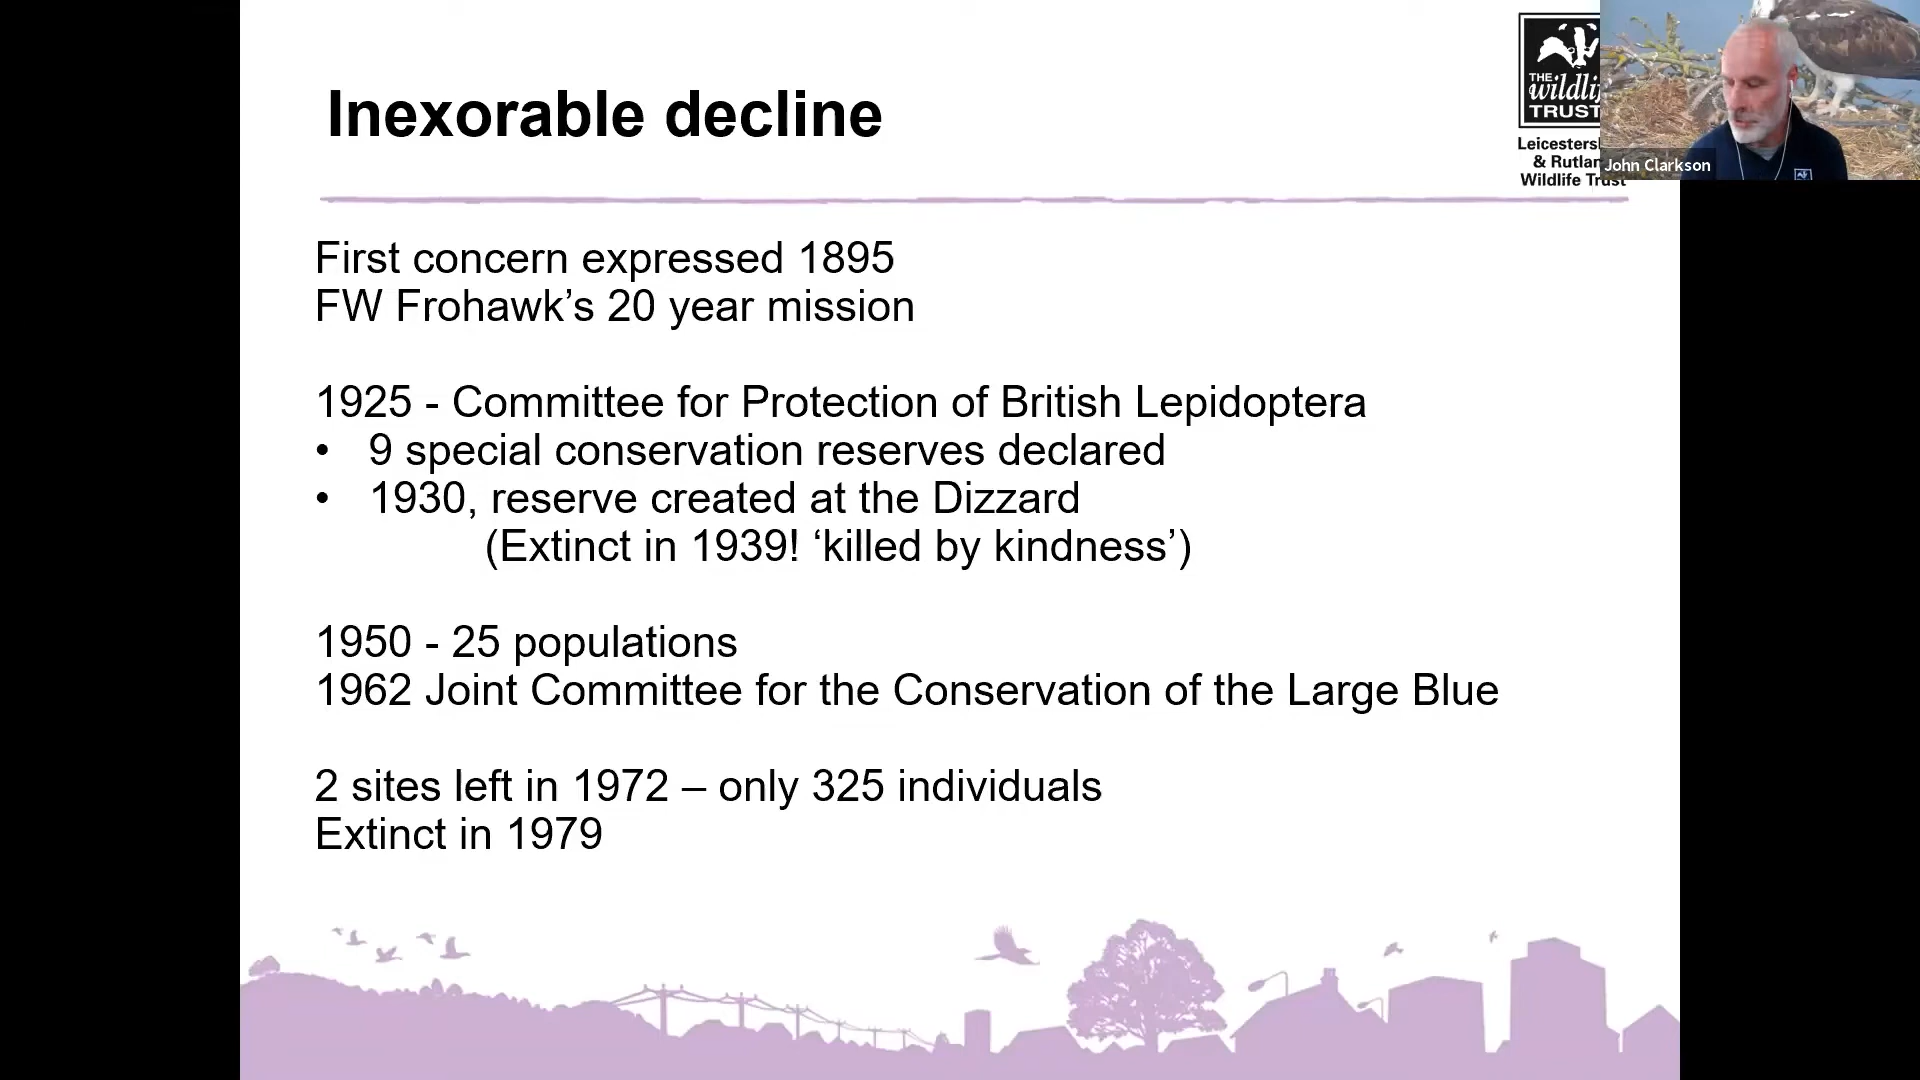 Inexorable decline
THE
wildli
TRUST
Leicestersh
& Rutlan
Wildlife Trust
John Clarkson
First concern expressed 1895
FW Frohawk’s 20 year mission
1925 - Committee for Protection of British Lepidoptera
• 9 special conservation reserves declared
• 1930, reserve created at the Dizzard
(Extinct in 1939! ‘killed by kindness’)
1950 - 25 populations
1962 Joint Committee for the Conservation of the Large Blue
2 sites left in 1972 – only 325 individuals
Extinct in 1979